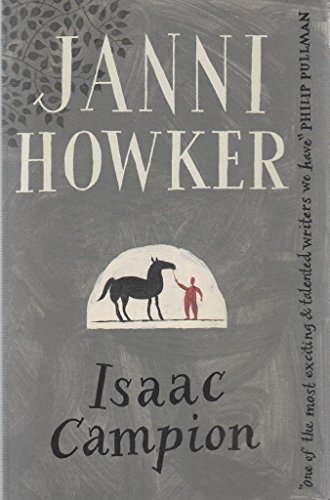 JANNI
HOWKER
Isaac
Campion
"one of the most exciting & talented writers we have" PHILIP PULLMAN